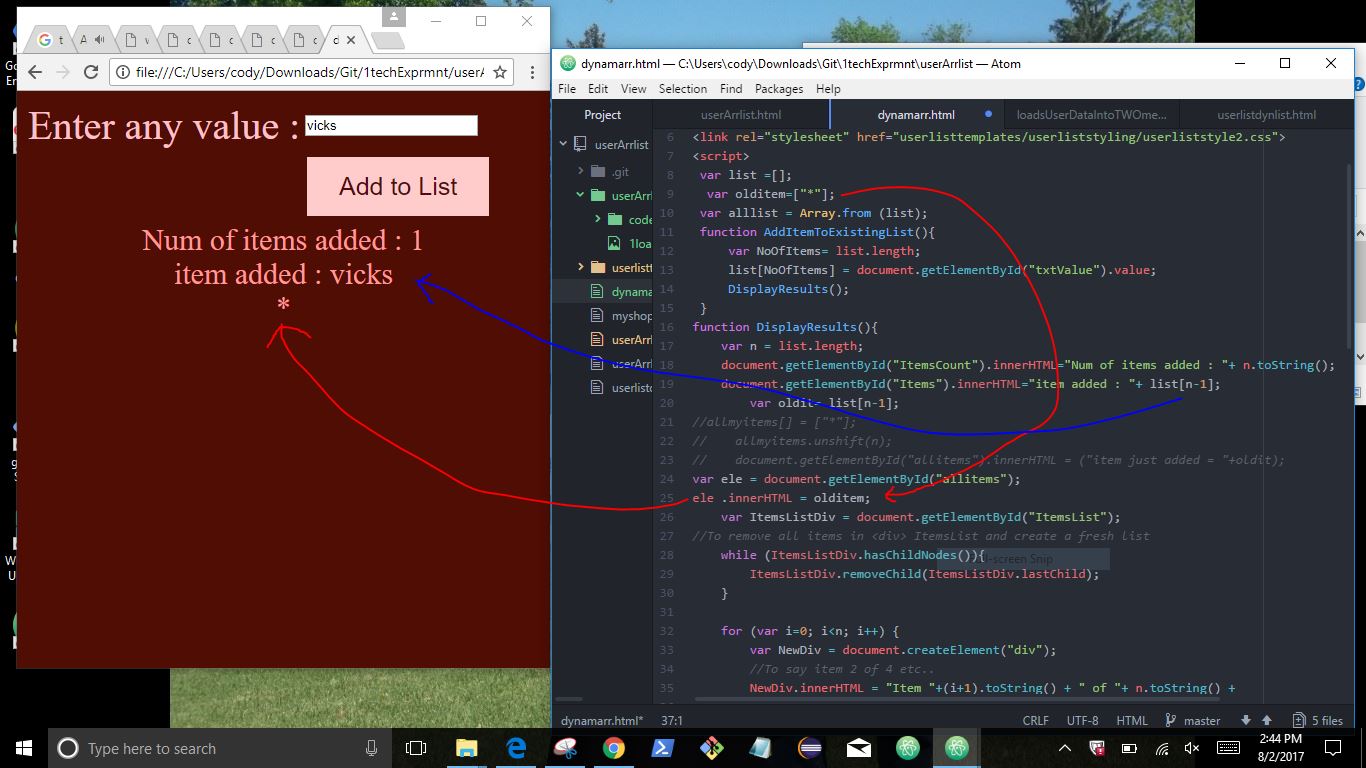 file:///C:/Users/cody/Downloads/Git/1techExprmnt/userA
Enter any value :
vicks
Add to List
Num of items added : 1
item added : vicks
*
dynamarr.html — C:\Users\cody\Downloads\Git\1techExprmnt\userArrlist — Atom
File Edit View Selection Find Packages Help
Project
userArrlist.html
dynamarr.html
loadsUserDataIntoTWOme...
userlistdynlist.html
userArrlist
.git
userArr
code
1loa
userlistt
dynama
myshop
userArrl
userArrl
userlistd
6 <link rel="stylesheet" href="userlisttemplates/userliststyling/userliststyle2.css">
7 <script>
8 var list =[];
9 var olditem=["*"];
10 var alllist = Array.from (list);
11 function AddItemToExistingList(){
12 var NoOfItems= list.length;
13 list[NoOfItems] = document.getElementById("txtValue").value;
14 DisplayResults();
15 }
16 function DisplayResults(){
17 var n = list.length;
18 document.getElementById("ItemsCount").innerHTML="Num of items added : "+ n.toString();
19 document.getElementById("Items").innerHTML="item added : "+ list[n-1];
20 var oldit= list[n-1];
21 //allmyitems[] = ["*"];
22 // allmyitems.unshift(n);
23 // document.getElementById("allitems").innerHTML = ("item just added = "+oldit);
24 var ele = document.getElementById("allitems");
25 ele .innerHTML = olditem;
26 var ItemsListDiv = document.getElementById("ItemsList");
27 //To remove all items in <div> ItemsList and create a fresh list
28 while (ItemsListDiv.hasChildNodes()){
-screen Snip
29 ItemsListDiv.removeChild(ItemsListDiv.lastChild);
30 }
31
32 for (var i=0; i<n; i++) {
33 var NewDiv = document.createElement("div");
34 //To say item 2 of 4 etc..
35 NewDiv.innerHTML = "Item "+(i+1).toString() + " of "+ n.toString() +
dynamarr.html* 37:1
CRLF UTF-8 HTML master 5 files
Type here to search
2:44 PM
8/2/2017